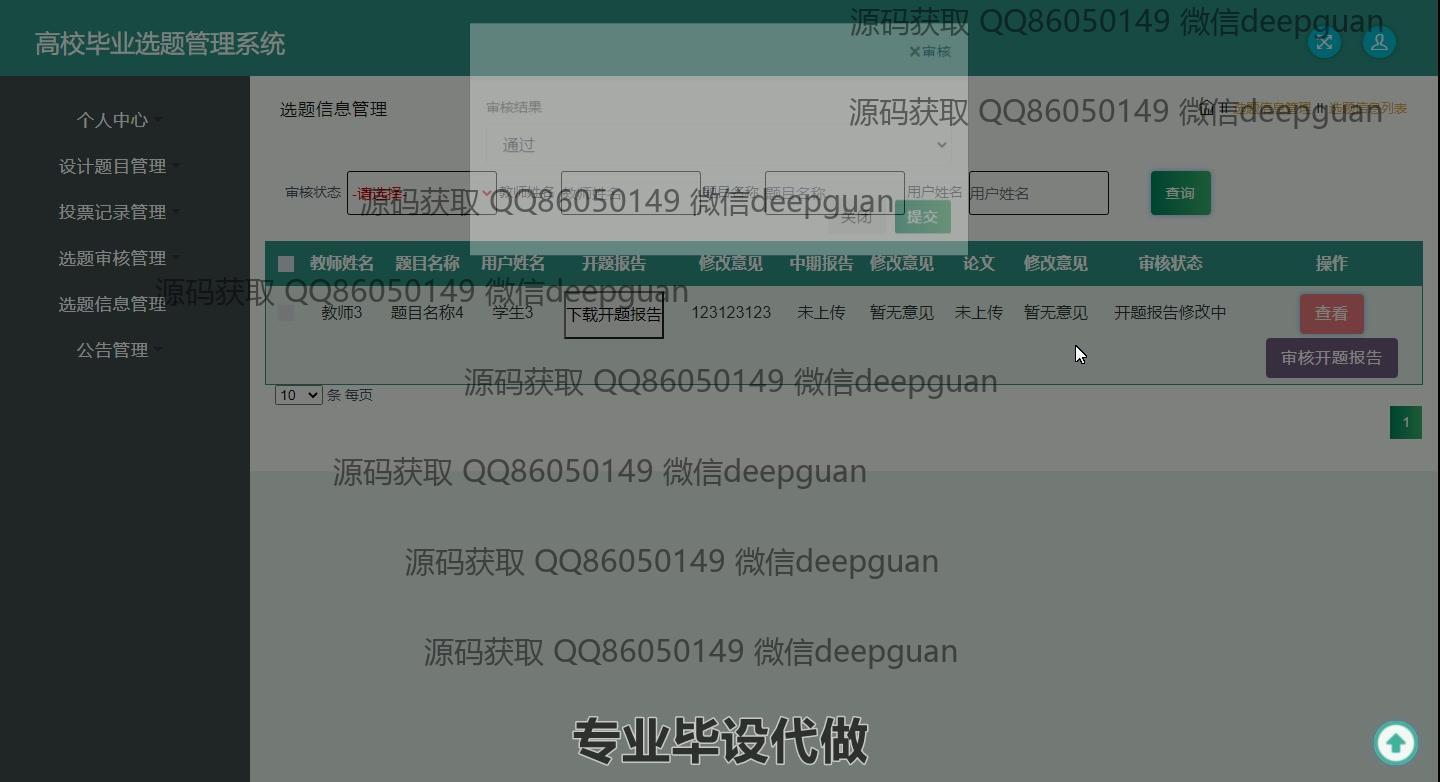 源码获取 QQ86050149 微信deepguan
高校毕业选题管理系统
审核
个人中心
设计题目管理
投票记录管理
选题审核管理
选题信息管理
公告管理
选题信息管理
审核结果
源码获取 QQ86050149 微信deepguan
选题信息管理
选题信息列表
通过
审核状态
-请选择-
教师姓名
教师姓名
题目名称
题目名称
用户姓名
用户姓名
查询
源码获取 QQ86050149 微信deepguan
关闭
提交
教师姓名 题目名称 用户姓名 开题报告 修改意见 中期报告 修改意见 论文 修改意见 审核状态 操作
源码获取 QQ86050149 微信deepguan
教师3 题目名称4 学生3 下载开题报告 123123123 未上传 暂无意见 未上传 暂无意见 开题报告修改中 查看
审核开题报告
源码获取 QQ86050149 微信deepguan
10 条 每页
1
源码获取 QQ86050149 微信deepguan
源码获取 QQ86050149 微信deepguan
源码获取 QQ86050149 微信deepguan
专业毕设代做